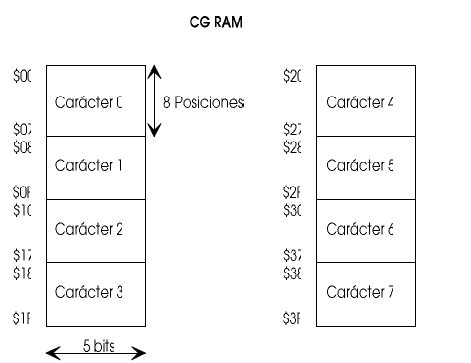 CG RAM
$00
Carácter 0
8 Posiciones
$07
$08
Carácter 1
$0F
$10
Carácter 2
$17
$18
Carácter 3
$1F
5 bits
$20
Carácter 4
$27
$28
Carácter 5
$2F
$30
Carácter 6
$37
$38
Carácter 7
$3F